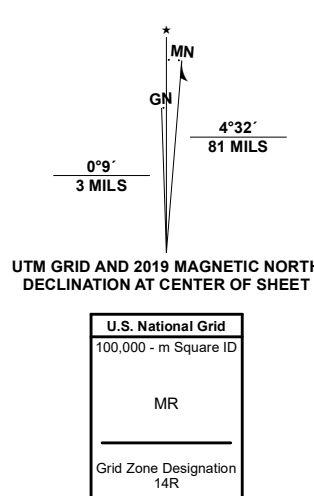 ★
MN
GN
4°32´
81 MILS
0°9´
3 MILS
UTM GRID AND 2019 MAGNETIC NORTH
DECLINATION AT CENTER OF SHEET
U.S. National Grid
100,000 - m Square ID
MR
Grid Zone Designation
14R